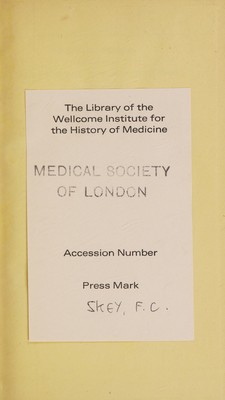 The Library of the
Wellcome Institute for
the History of Medicine
MEDICAL SOCIETY
OF LONDON
Accession Number
Press Mark
SKEY, F.C.